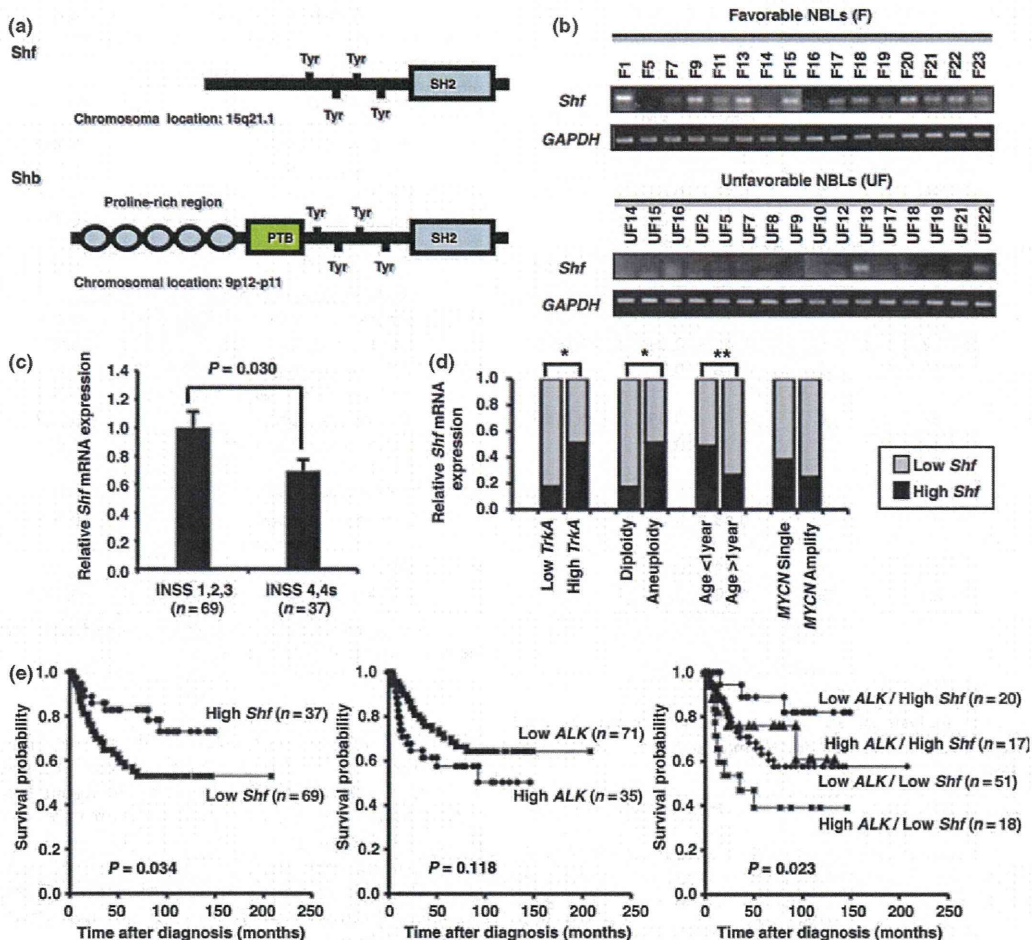 (a)
Shf
Tyr Tyr
SH2
Tyr Tyr
Chromosoma location: 15q21.1
Shb
Proline-rich region
Tyr Tyr
PTB
SH2
Tyr Tyr
Chromosomal location: 9p12-p11
(b)
Favorable NBLs (F)
F1 F5 F7 F9 F11 F13 F14 F15 F16 F17 F18 F19 F20 F21 F22 F23
Shf
GAPDH
Unfavorable NBLs (UF)
UF14 UF15 UF16 UF2 UF5 UF7 UF8 UF9 UF10 UF12 UF13 UF17 UF18 UF19 UF21 UF22
Shf
GAPDH
(c)
Relative Shf mRNA expression
1.4
1.2
1.0
0.8
0.6
0.4
0.2
0.0
P = 0.030
INSS 1,2,3
(n = 69)
INSS 4,4s
(n = 37)
(d)
Relative Shf mRNA
expression
1.0
0.8
0.6
0.4
0.2
0.0
* * **
Low TrkA
High TrkA
Diploidy
Aneuploidy
Age <1year
Age >1year
MYCN Single
MYCN Amplify
Low Shf
High Shf
(e)
Survival probability
1.0
0.8
0.6
0.4
0.2
0.0
High Shf (n = 37)
Low Shf (n = 69)
P = 0.034
0 50 100 150 200 250
Time after diagnosis (months)
Survival probability
1.0
0.8
0.6
0.4
0.2
0.0
Low ALK (n = 71)
High ALK (n = 35)
P = 0.118
0 50 100 150 200 250
Time after diagnosis (months)
Survival probability
1.0
0.8
0.6
0.4
0.2
0.0
Low ALK / High Shf (n = 20)
High ALK / High Shf (n = 17)
Low ALK / Low Shf (n = 51)
High ALK / Low Shf (n = 18)
P = 0.023
0 50 100 150 200 250
Time after diagnosis (months)